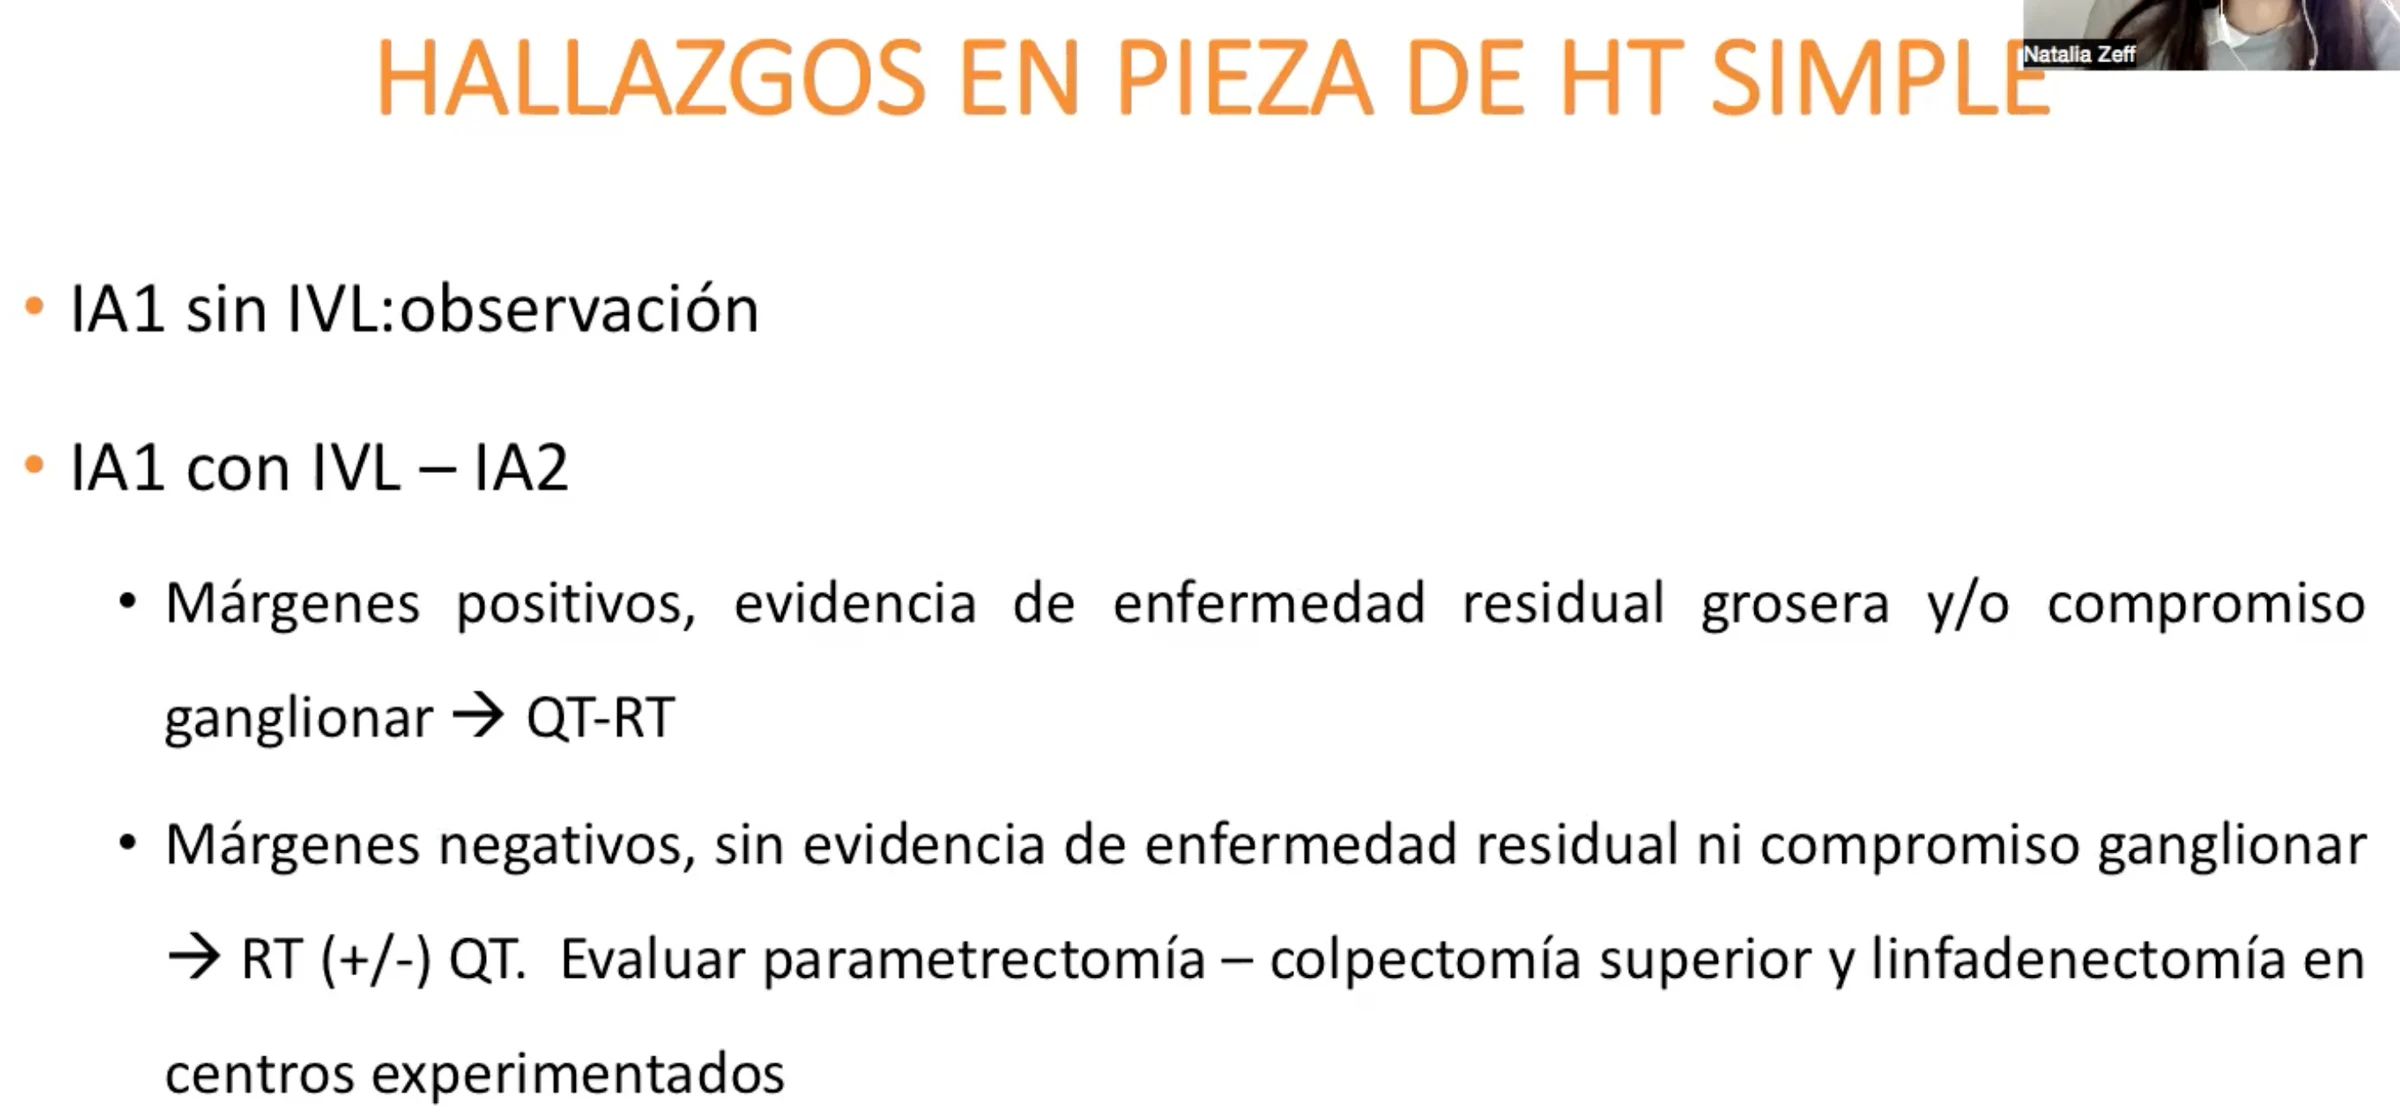 HALLAZGOS EN PIEZA DE HT SIMPLE
Natalia Zeff
• IA1 sin IVL:observación
• IA1 con IVL – IA2
• Márgenes positivos, evidencia de enfermedad residual grosera y/o compromiso
ganglionar → QT-RT
• Márgenes negativos, sin evidencia de enfermedad residual ni compromiso ganglionar
→ RT (+/-) QT. Evaluar parametrectomía – colpectomía superior y linfadenectomía en
centros experimentados